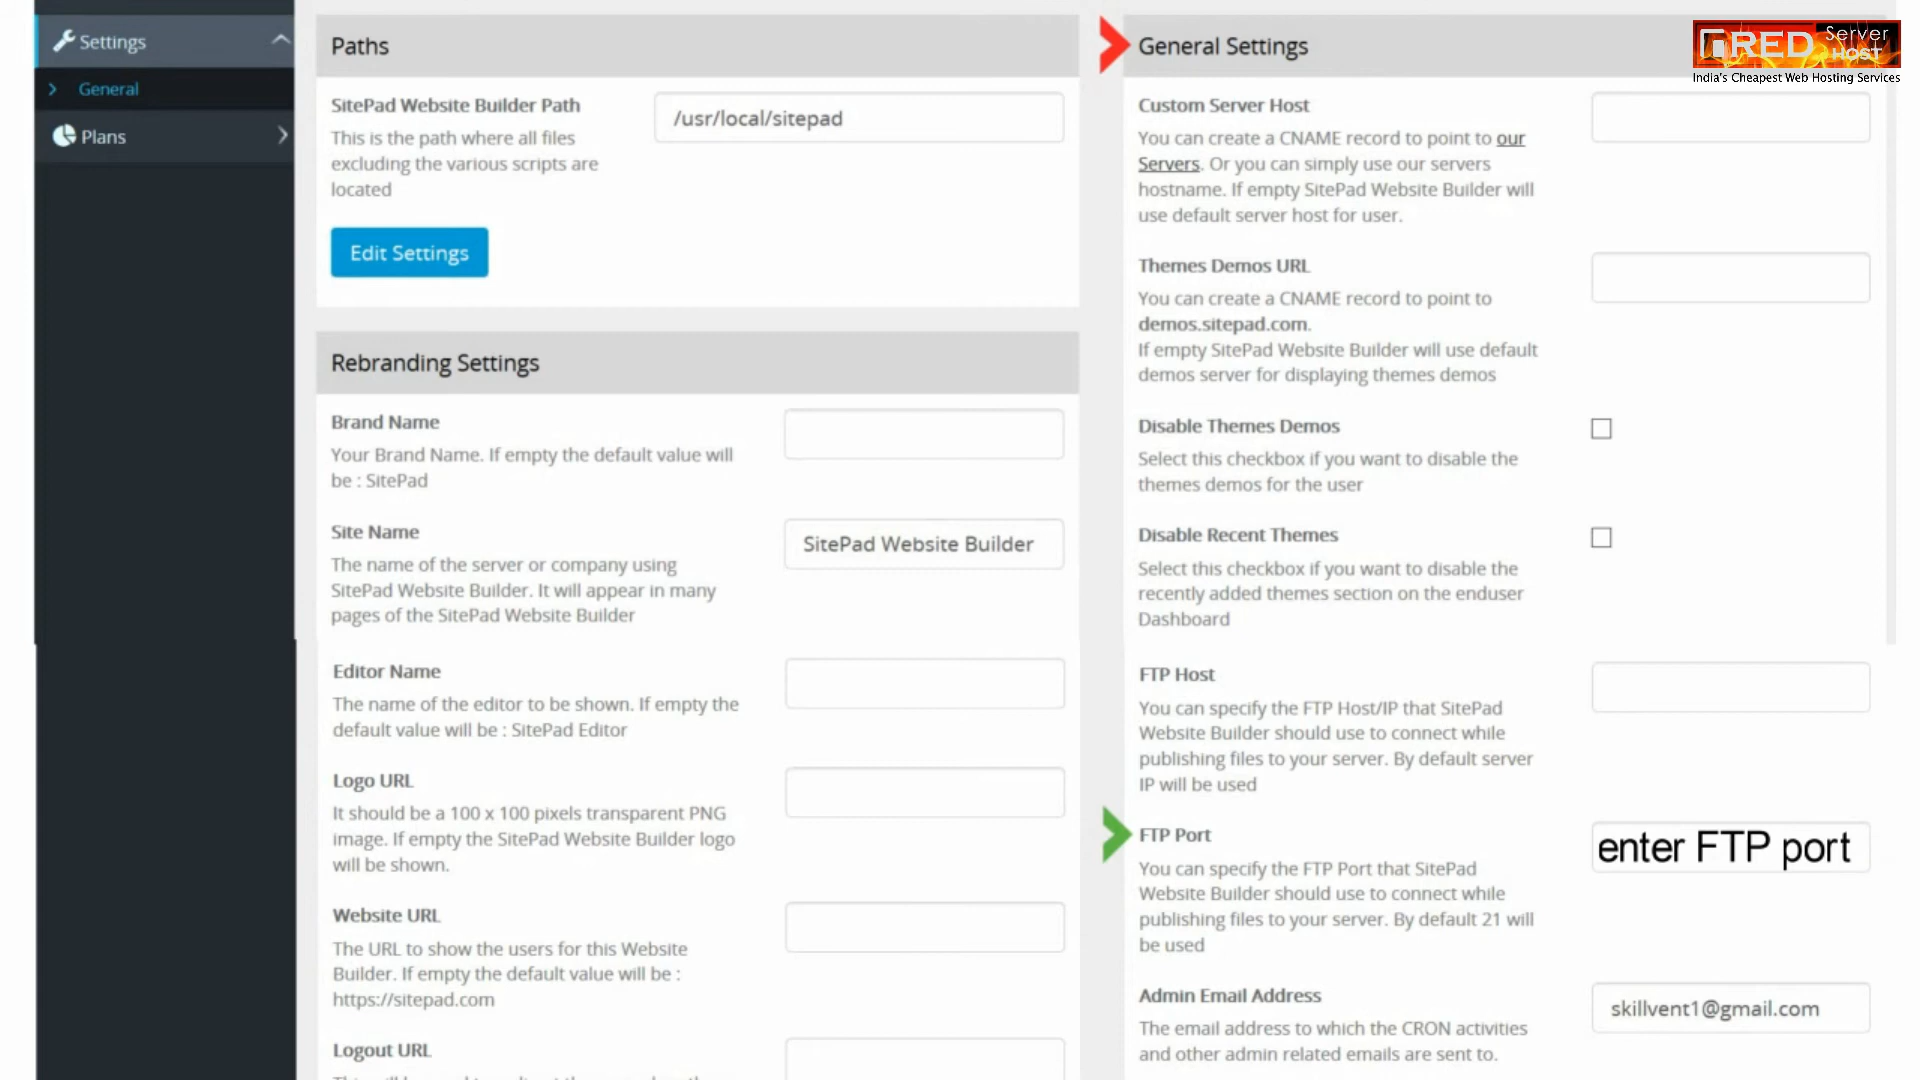 Settings
General
Plans
Paths
SitePad Website Builder Path
This is the path where all files
excluding the various scripts are
located
/usr/local/sitepad
Edit Settings
Rebranding Settings
Brand Name
Your Brand Name. If empty the default value will
be : SitePad
Site Name
The name of the server or company using
SitePad Website Builder. It will appear in many
pages of the SitePad Website Builder
SitePad Website Builder
Editor Name
The name of the editor to be shown. If empty the
default value will be : SitePad Editor
Logo URL
It should be a 100 x 100 pixels transparent PNG
image. If empty the SitePad Website Builder logo
will be shown.
Website URL
The URL to show the users for this Website
Builder. If empty the default value will be :
https://sitepad.com
Logout URL
General Settings
RED Server
HOST
India's Cheapest Web Hosting Services
Custom Server Host
You can create a CNAME record to point to our
Servers. Or you can simply use our servers
hostname. If empty SitePad Website Builder will
use default server host for user.
Themes Demos URL
You can create a CNAME record to point to
demos.sitepad.com.
If empty SitePad Website Builder will use default
demos server for displaying themes demos
Disable Themes Demos
Select this checkbox if you want to disable the
themes demos for the user
Disable Recent Themes
Select this checkbox if you want to disable the
recently added themes section on the enduser
Dashboard
FTP Host
You can specify the FTP Host/IP that SitePad
Website Builder should use to connect while
publishing files to your server. By default server
IP will be used
FTP Port
You can specify the FTP Port that SitePad
Website Builder should use to connect while
publishing files to your server. By default 21 will
be used
enter FTP port
Admin Email Address
The email address to which the CRON activities
and other admin related emails are sent to.
skillvent1@gmail.com